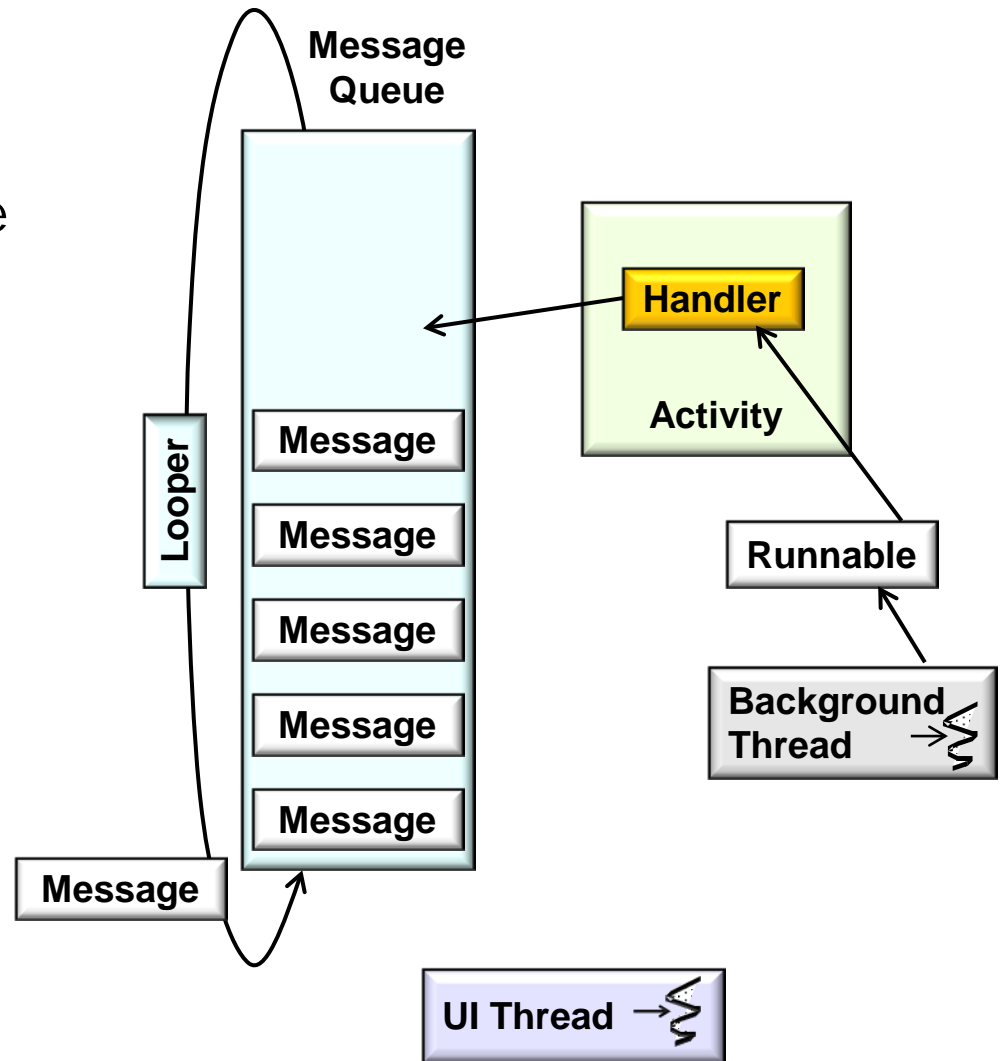 Message
Queue
e
Handler
Activity
Looper
Message
Message
Message
Message
Message
Runnable
Background
Thread
Message
UI Thread